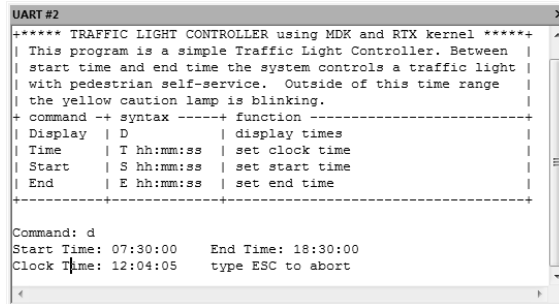 UART #2
+***** TRAFFIC LIGHT CONTROLLER using MDK and RTX kernel *****+
| This program is a simple Traffic Light Controller. Between |
| start time and end time the system controls a traffic light |
| with pedestrian self-service.  Outside of this time range |
| the yellow caution lamp is blinking. |
+ command -+ syntax -----+ function --------------------------+
| Display | D | display times |
| Time | T hh:mm:ss | set clock time |
| Start | S hh:mm:ss | set start time |
| End | E hh:mm:ss | set end time |
+----------+-------------+------------------------------------+
Command: d
Start Time: 07:30:00    End Time: 18:30:00
Clock Time: 12:04:05    type ESC to abort